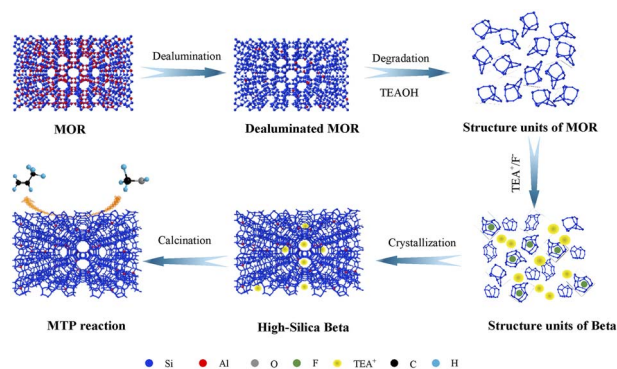 Dealumination
Degradation
TEAOH
MOR
Dealuminated MOR
Structure units of MOR
TEA⁺/F⁻
Calcination
Crystallization
MTP reaction
High-Silica Beta
Structure units of Beta
Si Al O F TEA⁺ C H